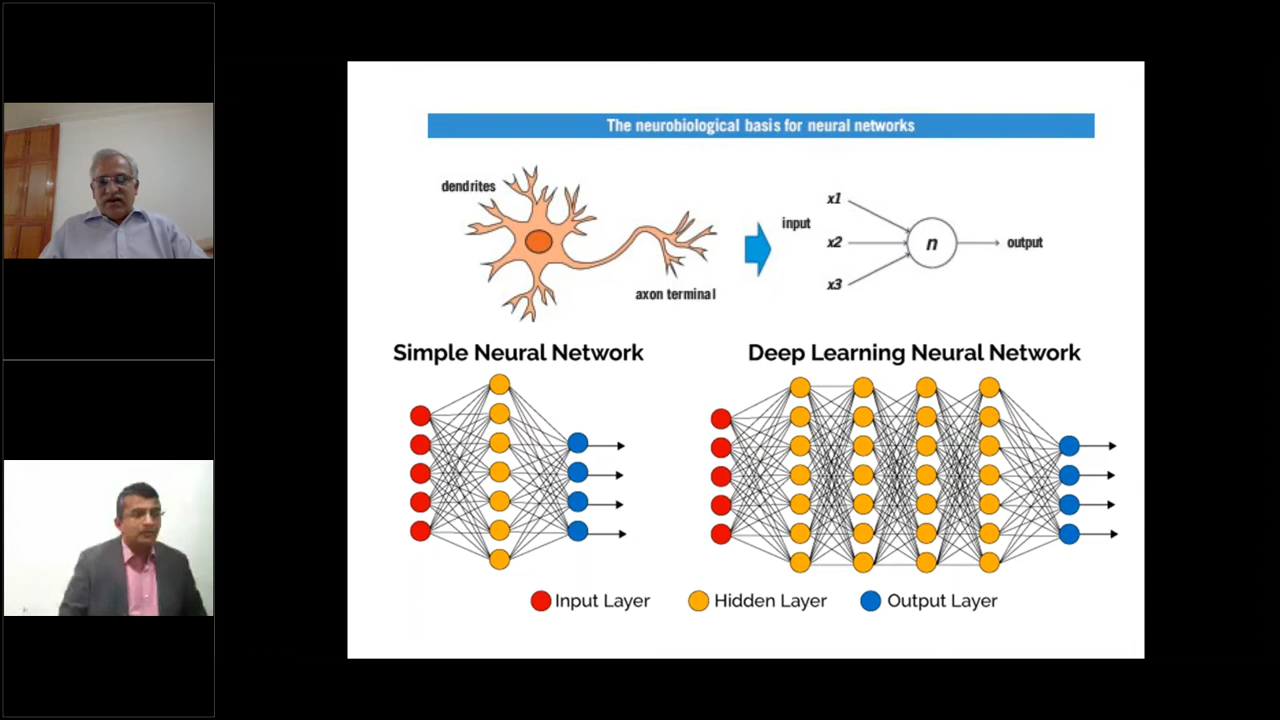 The neurobiological basis for neural networks
dendrites
axon terminal
input
x1
x2
x3
n
output
Simple Neural Network
Deep Learning Neural Network
Input Layer
Hidden Layer
Output Layer